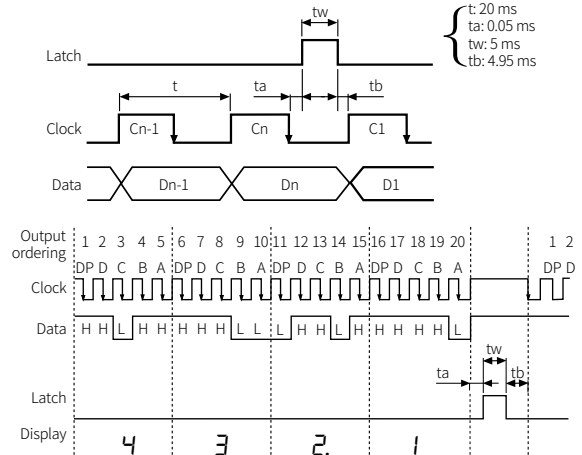 tw
t: 20 ms
ta: 0.05 ms
tw: 5 ms
tb: 4.95 ms
Latch
t
ta
tb
Clock
Cn-1
Cn
C1
Data
Dn-1
Dn
D1
Output ordering
1 2 3 4 5 6 7 8 9 10 11 12 13 14 15 16 17 18 19 20 1 2
DP D C B A DP D C B A DP D C B A DP D C B A DP D
Clock
Data
H H L H H H H H L L L H H L H H H H H L
tw
ta
tb
Latch
Display
4 3 2. 1